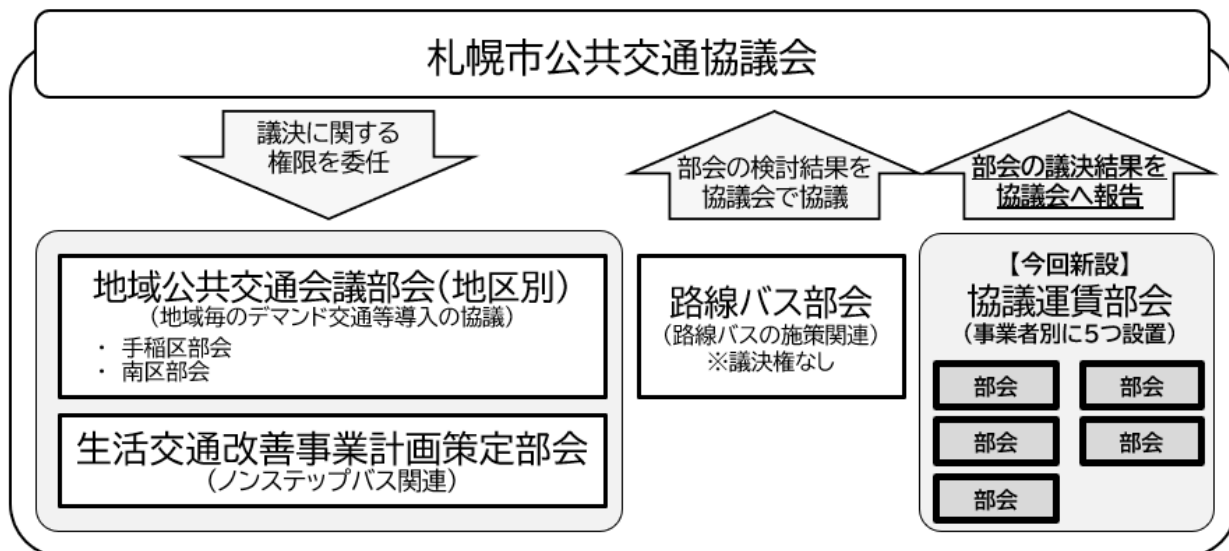 札幌市公共交通協議会
議決に関する
権限を委任
部会の検討結果を
協議会で協議
部会の議決結果を
協議会へ報告
地域公共交通会議部会(地区別)
(地域毎のデマンド交通等導入の協議)
・ 手稲区部会
・ 南区部会
生活交通改善事業計画策定部会
(ノンステップバス関連)
路線バス部会
(路線バスの施策関連)
※議決権なし
【今回新設】
協議運賃部会
(事業者別に5つ設置)
部会
部会
部会
部会
部会